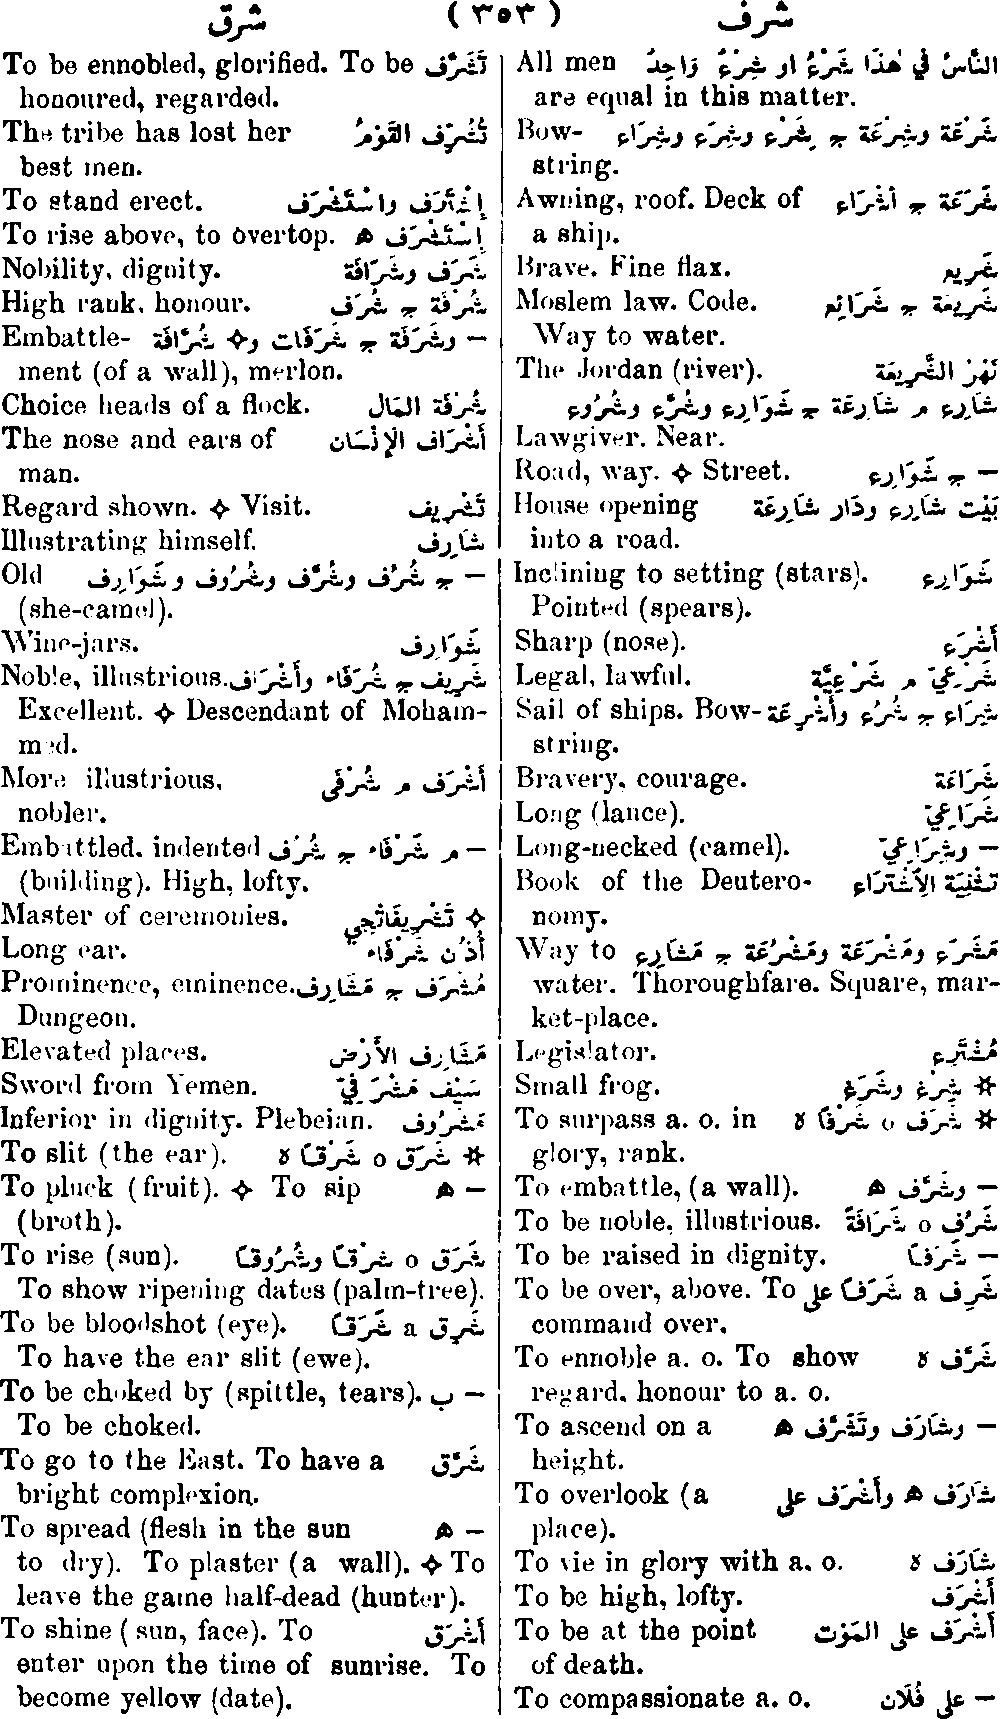 شرف ( ٣٥٣ ) شرق
All men النَّاسُ فِي هٰذَا شَرْعٌ او شِرْعٌ وَاحِدٌ
are equal in this matter.
Bow- شَرْعَة وشِرْعَة ج شَرْع وشِرَع وشِرَاع
string.
Awning, roof. Deck of شَرَعَة ج أَشْرَاع
a ship.
Brave. Fine flax. شَرِيع
Moslem law. Code. شَرِيعَة ج شَرَائِع
Way to water.
The Jordan (river). نَهْرُ الشَّرِيعَة
شَارِع م شَارِعَة ج شَوَارِع وشُرَّع وشُرُوع
Lawgiver. Near.
Road, way. ✧ Street. — ج شَوَارِع
House opening بَيْت شَارِع ودَار شَارِعَة
into a road.
Inclining to setting (stars). شَوَارِع
Pointed (spears).
Sharp (nose). أَشْرَع
Legal, lawful. شَرْعِيّ م شَرْعِيَّة
Sail of ships. Bow- شِرَاع ج شُرُع وأَشْرِعَة
string.
Bravery, courage. شَرَاعَة
Long (lance). شَرَاعِيّ
Long-necked (camel). — وشِرَاعِيّ
Book of the Deutero- تَثْنِيَة الاِشْتِرَاع
nomy.
Way to مَشْرَع ومَشْرَعَة ومَشْرُعَة ج مَشَارِع
water. Thoroughfare. Square, mar-
ket-place.
Legislator. مُشْتَرِع
Small frog. ✲ شِرْغ وشَرْغ
To surpass a. o. in ✲ شَرَف o شَرْفًا ه
glory, rank.
To embattle, (a wall). — وشَرَّف ه
To be noble, illustrious. شَرُف o شَرَافَةً
To be raised in dignity. — شَرَفًا
To be over, above. To شَرِف a شَرَفًا على
command over.
To ennoble a. o. To show شَرَّف ه
regard, honour to a. o.
To ascend on a — وشَارَف وتَشَرَّف ه
height.
To overlook (a شَارَف ه وأَشْرَف على
place).
To vie in glory with a. o. شَارَف ه
To be high, lofty. أَشْرَف
To be at the point أَشْرَف على المَوْت
of death.
To compassionate a. o. — على فُلَان
To be ennobled, glorified. To be تَشَرَّف
honoured, regarded.
The tribe has lost her تُشُرِّف القَوْمُ
best men.
To stand erect. إِشْتَرَف واسْتَشْرَف
To rise above, to overtop. إِسْتَشْرَف ه
Nobility, dignity. شَرَف وشَرَافَة
High rank, honour. شُرْفَة ج شُرَف
Embattle- — وشَرَفَة ج شَرَفَات و✧ شُرَّافَة
ment (of a wall), merlon.
Choice heads of a flock. شُرْفَة المَال
The nose and ears of أَشْرَاف الإِنْسَان
man.
Regard shown. ✧ Visit. تَشْرِيف
Illustrating himself. شَارِف
Old — ج شُرْف وشُرَّف وشُرُوف وشَوَارِف
(she-camel).
Wine-jars. شَوَارِف
Noble, illustrious. شَرِيف ج شُرَفَاء وأَشْرَاف
Excellent. ✧ Descendant of Moham-
med.
More illustrious, أَشْرَف م شُرْفَى
nobler.
Embattled, indented — م شَرْفَاء ج شُرْف
(building). High, lofty.
Master of ceremonies. ✧ تَشْرِيفَاتْجِي
Long ear. أُذُن شَرْفَاء
Prominence, eminence. مُشْرَف ج مَشَارِف
Dungeon.
Elevated places. مَشَارِف الأَرْض
Sword from Yemen. سَيْف مَشْرَفِيّ
Inferior in dignity. Plebeian. مَشْرُوف
To slit (the ear). ✲ شَرَق o شَرْقًا ه
To pluck (fruit). ✧ To sip — ه
(broth).
To rise (sun). شَرَق o شَرْقًا وشُرُوقًا
To show ripening dates (palm-tree).
To be bloodshot (eye). شَرِق a شَرَقًا
To have the ear slit (ewe).
To be choked by (spittle, tears). — ب
To be choked.
To go to the East. To have a شَرَّق
bright complexion.
To spread (flesh in the sun — ه
to dry). To plaster (a wall). ✧ To
leave the game half-dead (hunter).
To shine (sun, face). To أَشْرَق
enter upon the time of sunrise. To
become yellow (date).